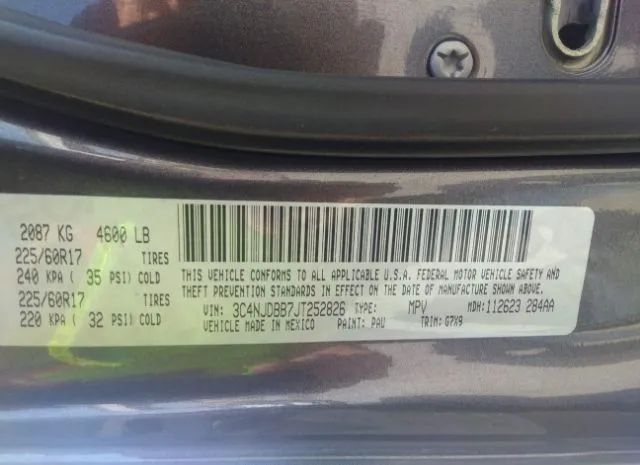 2087 KG 4600 LB
225/60R17 TIRES
240 KPA ( 35 PSI) COLD
225/60R17 TIRES
220 KPA ( 32 PSI) COLD
THIS VEHICLE CONFORMS TO ALL APPLICABLE U.S.A. FEDERAL MOTOR VEHICLE SAFETY AND
THEFT PREVENTION STANDARDS IN EFFECT ON THE DATE OF MANUFACTURE SHOWN ABOVE.
VIN: 3C4NJDBB7JT252826 TYPE: MPV MDH: 112623 284AA
VEHICLE MADE IN MEXICO PAINT: PAU TRIM: G7X9